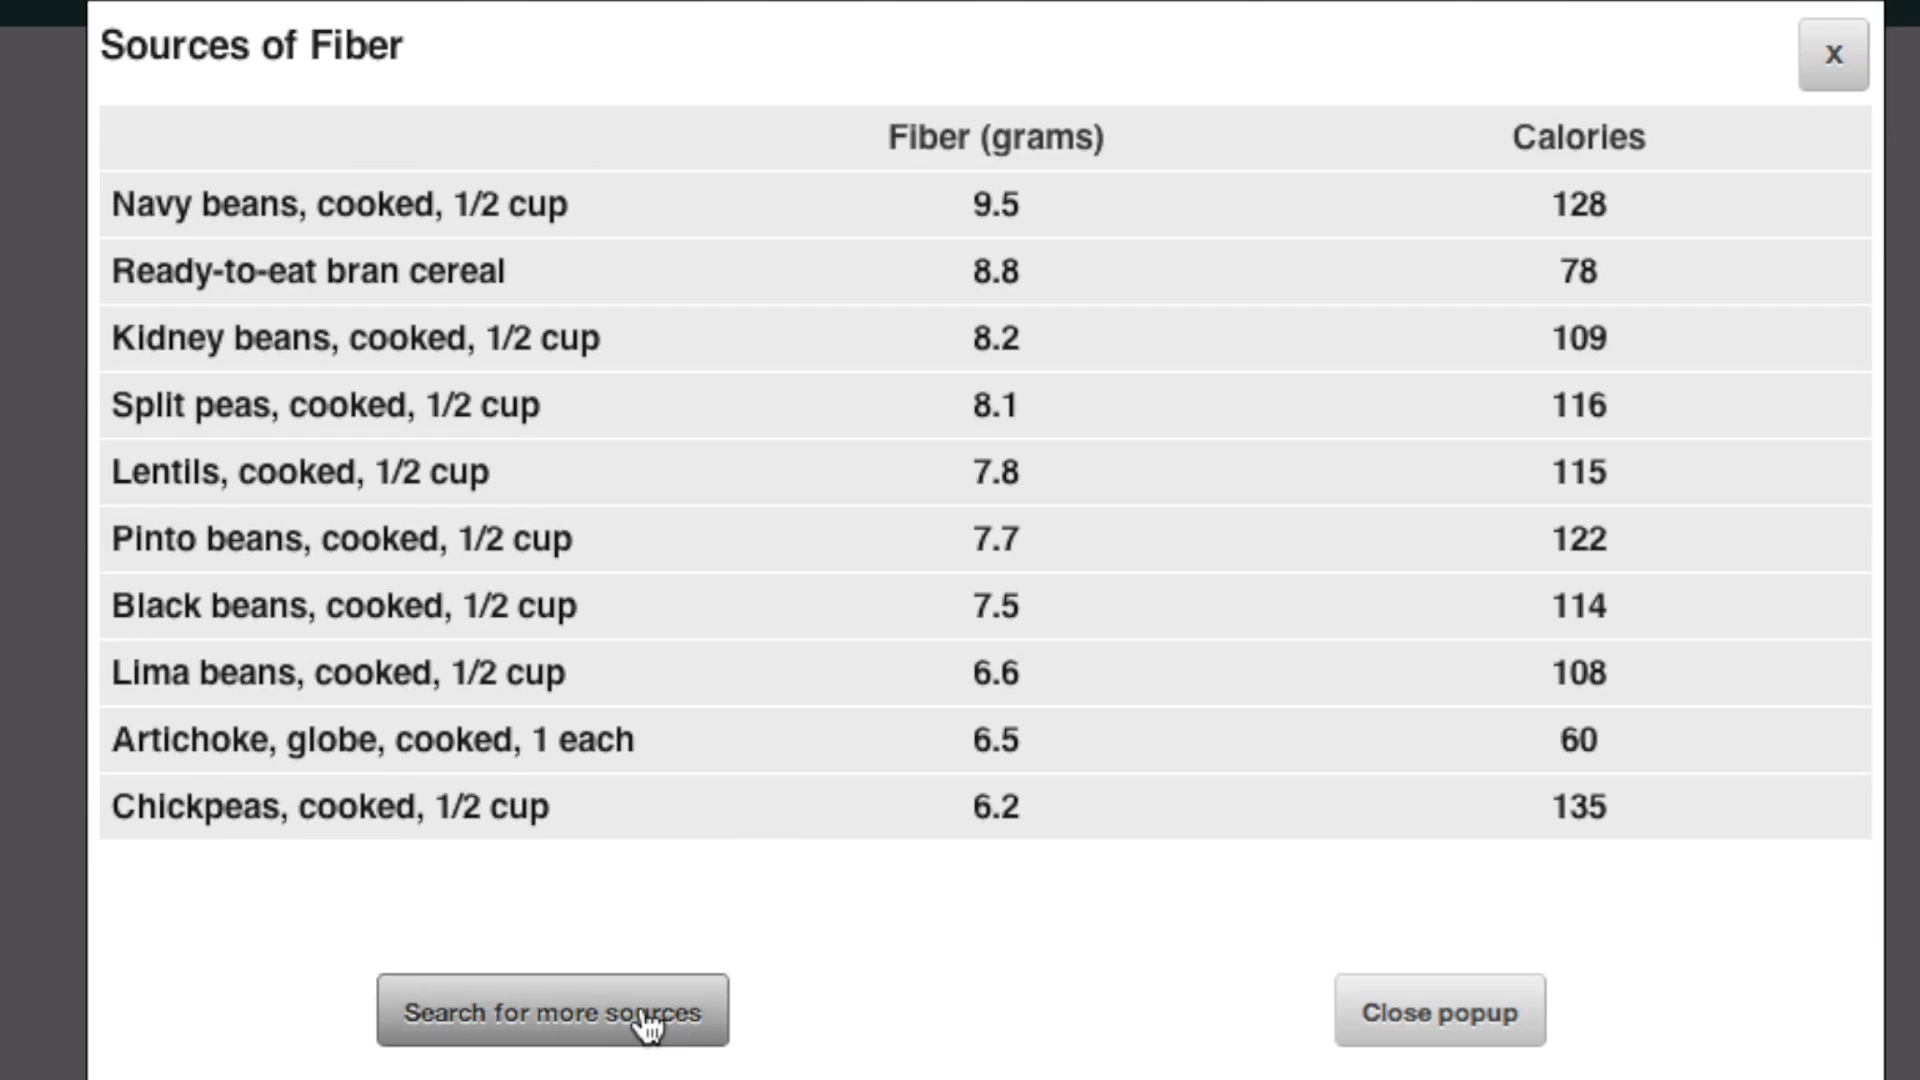 Sources of Fiber
x
Fiber (grams) Calories
Navy beans, cooked, 1/2 cup 9.5 128
Ready-to-eat bran cereal 8.8 78
Kidney beans, cooked, 1/2 cup 8.2 109
Split peas, cooked, 1/2 cup 8.1 116
Lentils, cooked, 1/2 cup 7.8 115
Pinto beans, cooked, 1/2 cup 7.7 122
Black beans, cooked, 1/2 cup 7.5 114
Lima beans, cooked, 1/2 cup 6.6 108
Artichoke, globe, cooked, 1 each 6.5 60
Chickpeas, cooked, 1/2 cup 6.2 135
Search for more sources Close popup